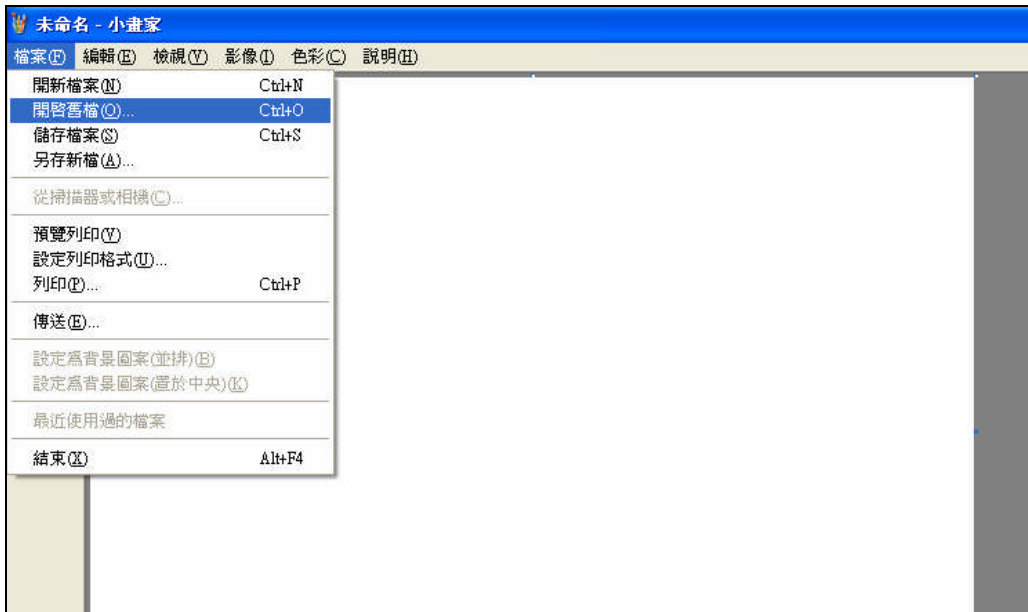 未命名 - 小畫家
檔案(F) 編輯(E) 檢視(V) 影像(I) 色彩(C) 說明(H)
開新檔案(N) Ctrl+N
開啓舊檔(O)... Ctrl+O
儲存檔案(S) Ctrl+S
另存新檔(A)...
從掃描器或相機(C)...
預覽列印(V)
設定列印格式(U)...
列印(P)... Ctrl+P
傳送(E)...
設定爲背景圖案(並排)(B)
設定爲背景圖案(置於中央)(K)
最近使用過的檔案
結束(X) Alt+F4